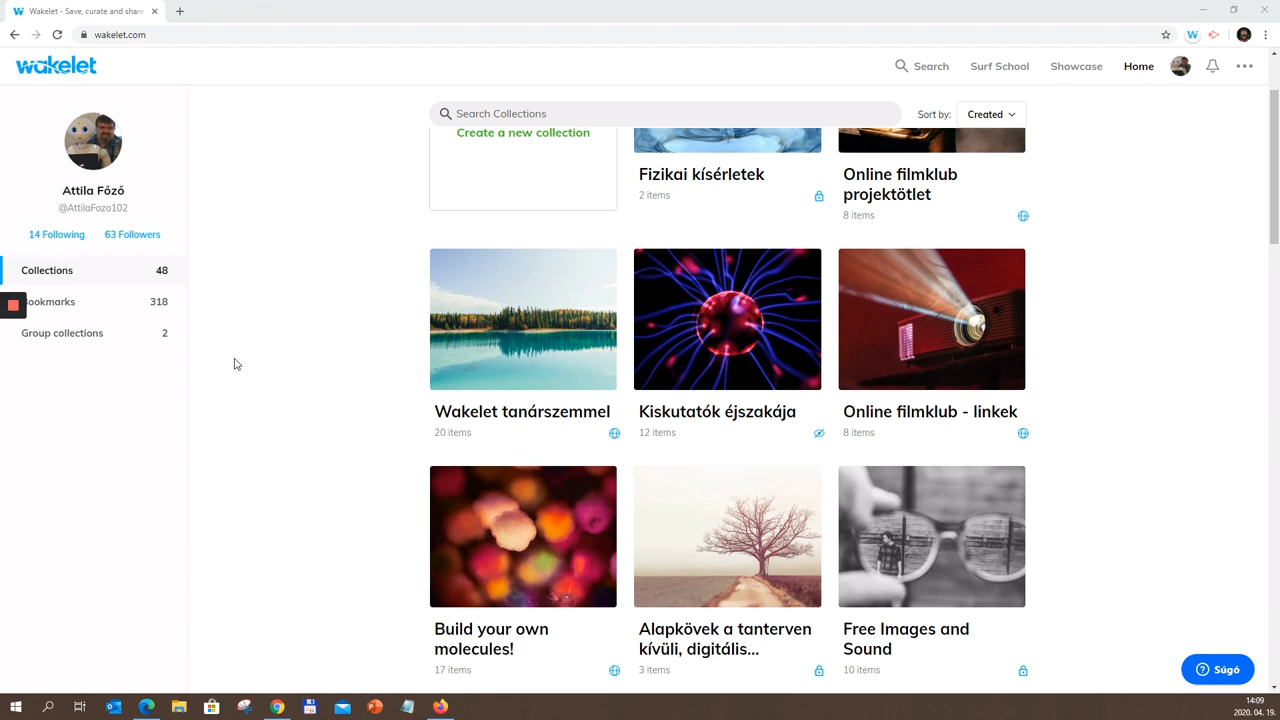 Wakelet - Save, curate and share
wakelet.com
wakelet
Search
Surf School
Showcase
Home
Search Collections
Sort by:
Created
Attila Főző
@AttilaFozo102
14 Following
63 Followers
Collections 48
ookmarks 318
Group collections 2
Create a new collection
Fizikai kísérletek
2 items
Online filmklub
projektötlet
8 items
Wakelet tanárszemmel
20 items
Kiskutatók éjszakája
12 items
Online filmklub - linkek
8 items
Build your own
molecules!
17 items
Alapkövek a tanterven
kívüli, digitális...
3 items
Free Images and
Sound
10 items
Súgó
14:09
2020. 04. 19.